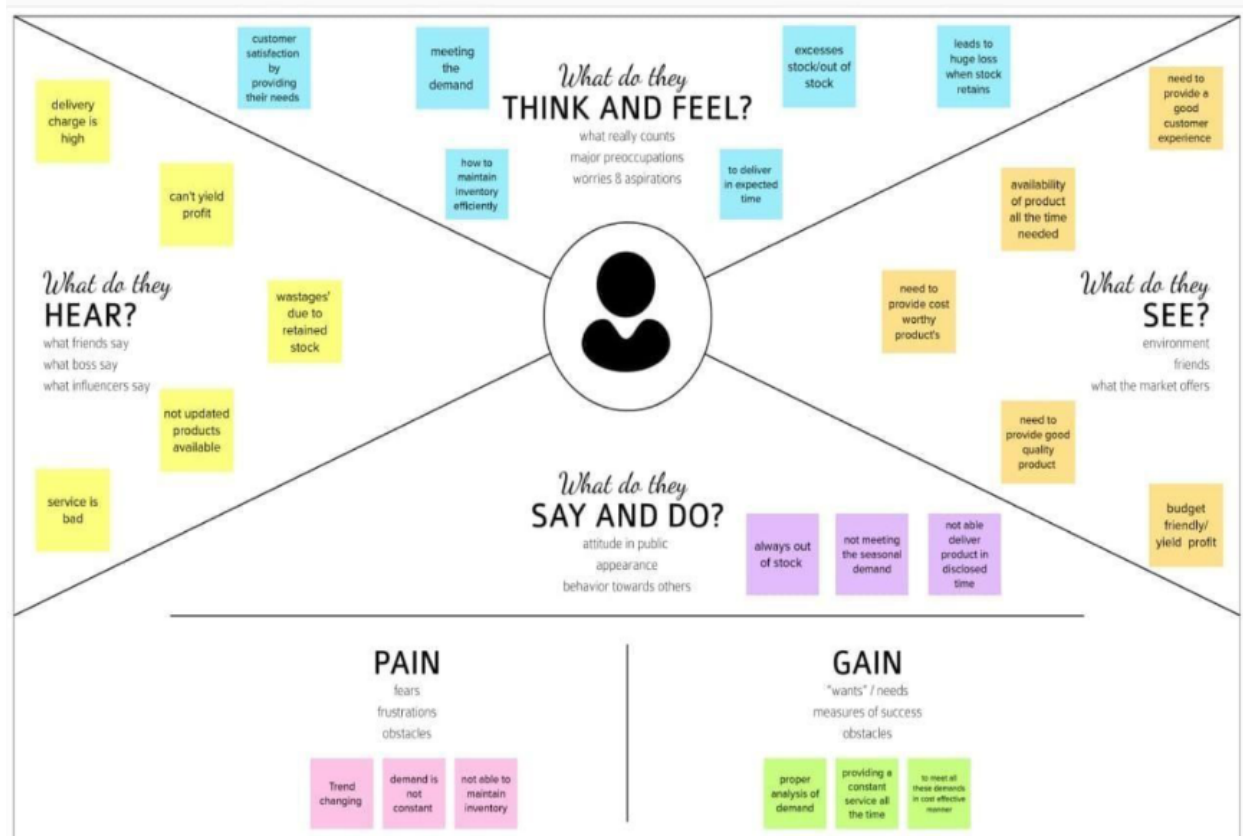 customer
satisfaction
by
providing
their needs
meeting
the
demand
What do they
THINK AND FEEL?
what really counts
major preoccupations
worries & aspirations
how to
maintain
inventory
efficiently
to deliver
in expected
time
excesses
stock/out of
stock
leads to
huge loss
when stock
retains
delivery
charge is
high
can't yield
profit
What do they
HEAR?
what friends say
what boss say
what influencers say
wastages'
due to
retained
stock
not updated
products
available
service is
bad
need to
provide a
good
customer
experience
availability
of product
all the time
needed
need to
provide cost
worthy
product's
What do they
SEE?
environment
friends
what the market offers
need to
provide good
quality
product
budget
friendly/
yield profit
What do they
SAY AND DO?
attitude in public
appearance
behavior towards others
always out
of stock
not meeting
the seasonal
demand
not able
deliver
product in
disclosed
time
PAIN
fears
frustrations
obstacles
Trend
changing
demand is
not
constant
not able to
maintain
inventory
GAIN
"wants" / needs
measures of success
obstacles
proper
analysis of
demand
providing a
constant
service all
the time
to meet all
these demands
in cost effective
manner